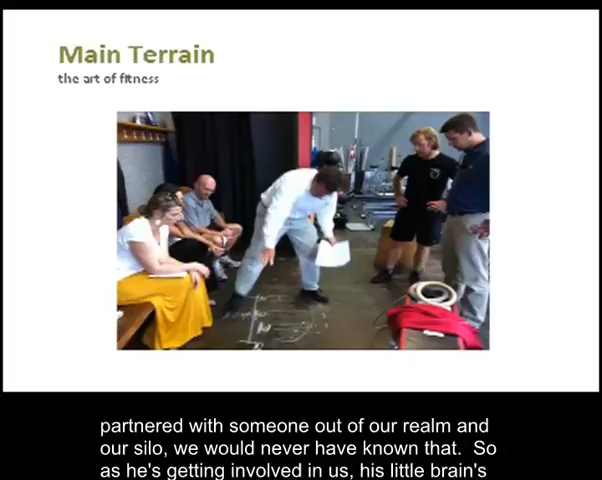 Main Terrain
the art of fitness
partnered with someone out of our realm and
our silo, we would never have known that.  So
as he's getting involved in us, his little brain's